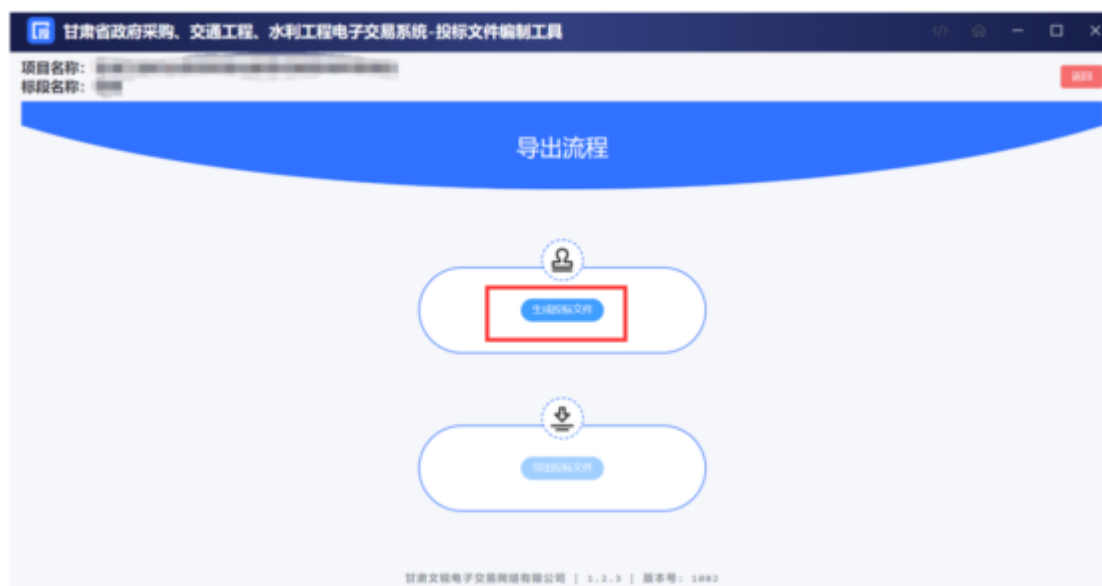 甘肃省政府采购、交通工程、水利工程电子交易系统-投标文件编制工具
项目名称：
标段名称：
返回
导出流程
生成投标文件
导出投标文件
甘肃文锐电子交易网络有限公司 | 1.2.3 | 版本号: 1002